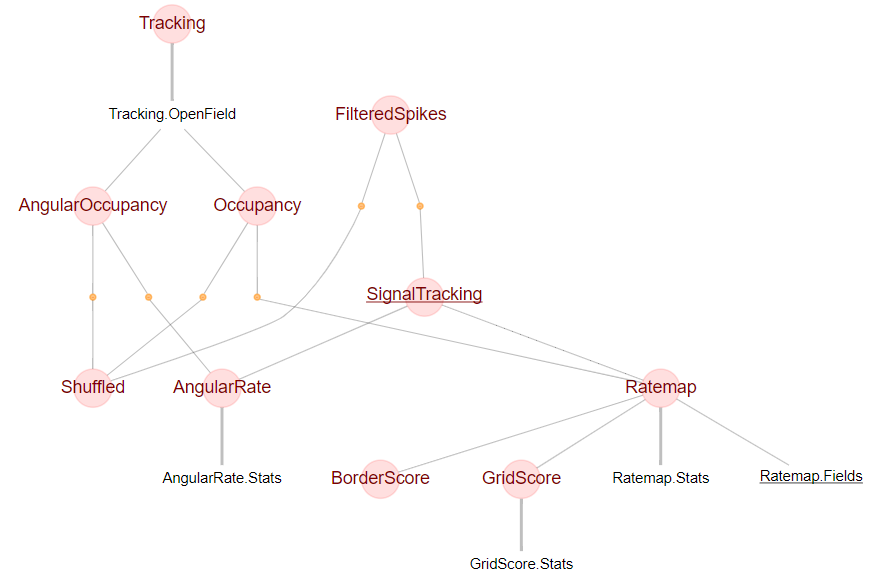 Tracking
Tracking.OpenField
FilteredSpikes
AngularOccupancy
Occupancy
SignalTracking
Shuffled
AngularRate
Ratemap
AngularRate.Stats
BorderScore
GridScore
Ratemap.Stats
Ratemap.Fields
GridScore.Stats